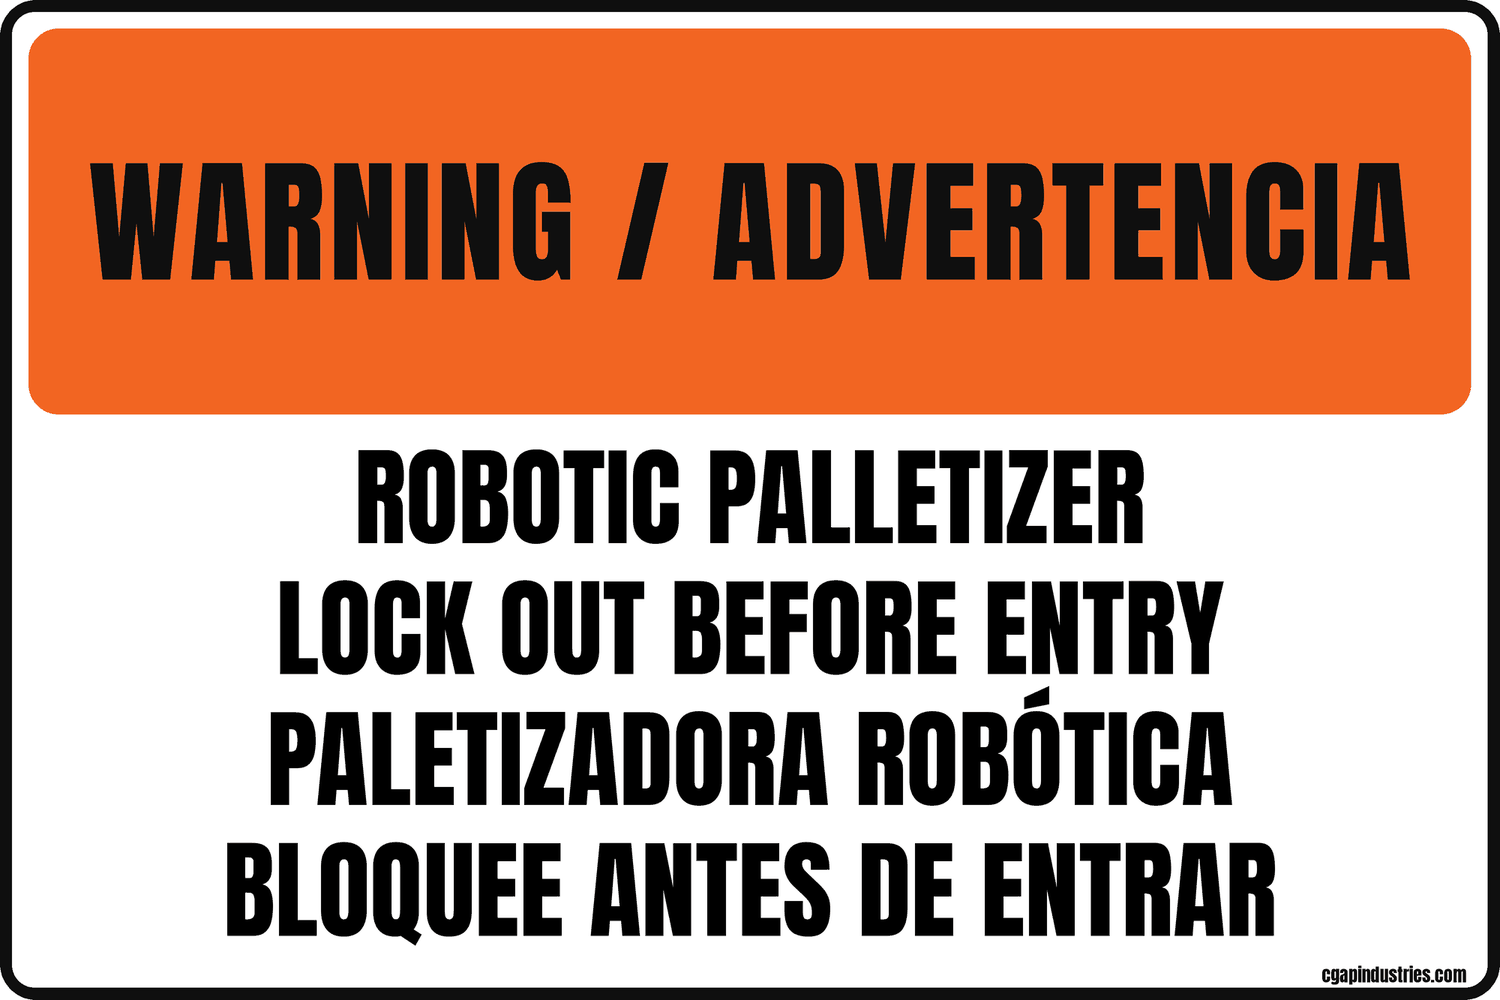 WARNING / ADVERTENCIA
ROBOTIC PALLETIZER
LOCK OUT BEFORE ENTRY
PALETIZADORA ROBÓTICA
BLOQUEE ANTES DE ENTRAR
cgapindustries.com